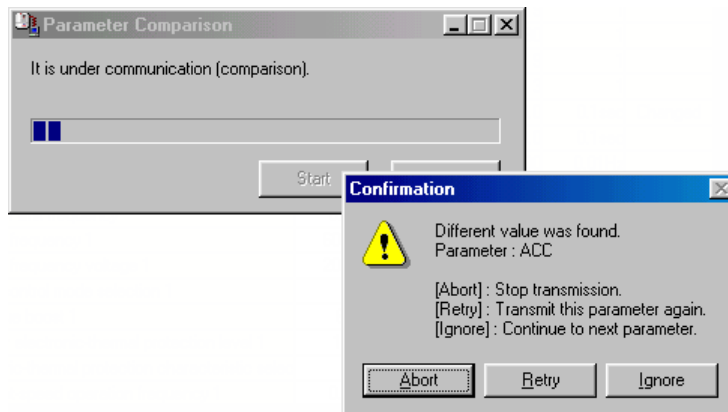 Parameter Comparison
It is under communication (comparison).
Start
Confirmation
Different value was found.
Parameter : ACC
[Abort] : Stop transmission.
[Retry] : Transmit this parameter again.
[Ignore] : Continue to next parameter.
Abort
Retry
Ignore